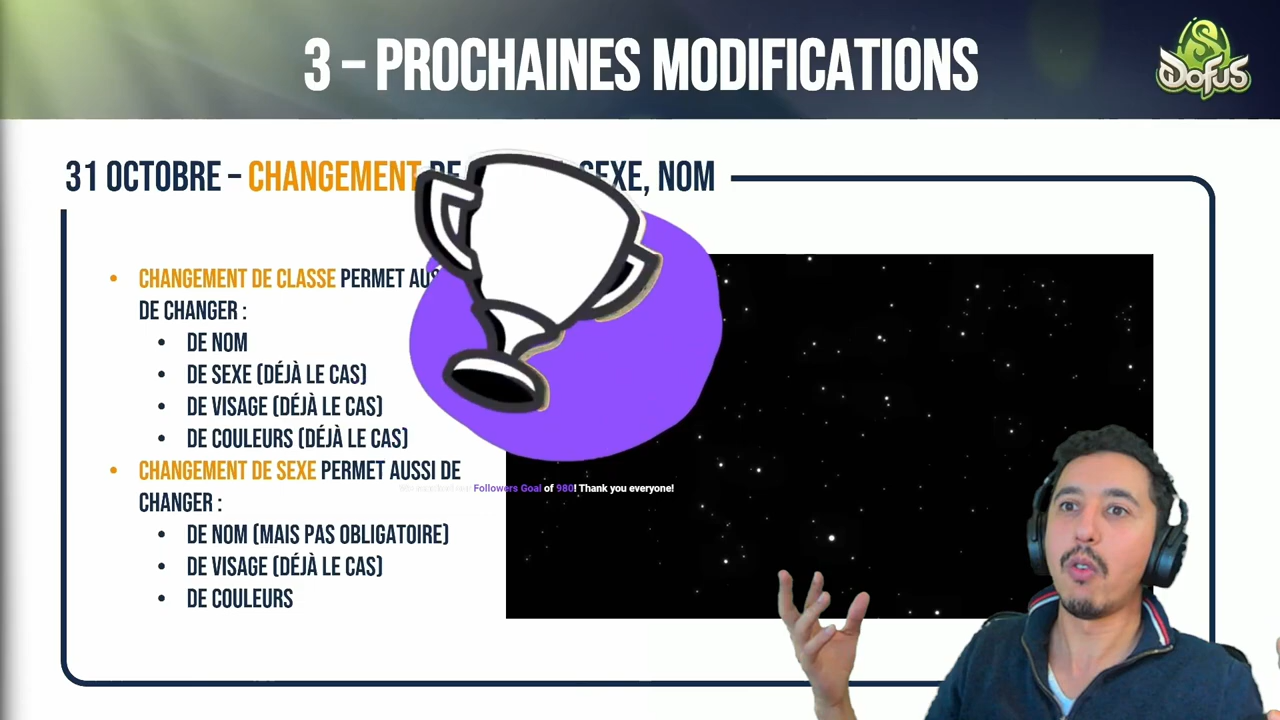 3 – PROCHAINES MODIFICATIONS
DOFUS
31 OCTOBRE – CHANGEMENT DE SEXE, NOM
• CHANGEMENT DE CLASSE PERMET
DE CHANGER :
• DE NOM
• DE SEXE (DÉJÀ LE CAS)
• DE VISAGE (DÉJÀ LE CAS)
• DE COULEURS (DÉJÀ LE CAS)
• CHANGEMENT DE SEXE PERMET AUSSI DE
CHANGER :
• DE NOM (MAIS PAS OBLIGATOIRE)
• DE VISAGE (DÉJÀ LE CAS)
• DE COULEURS
Followers Goal of 980! Thank you everyone!